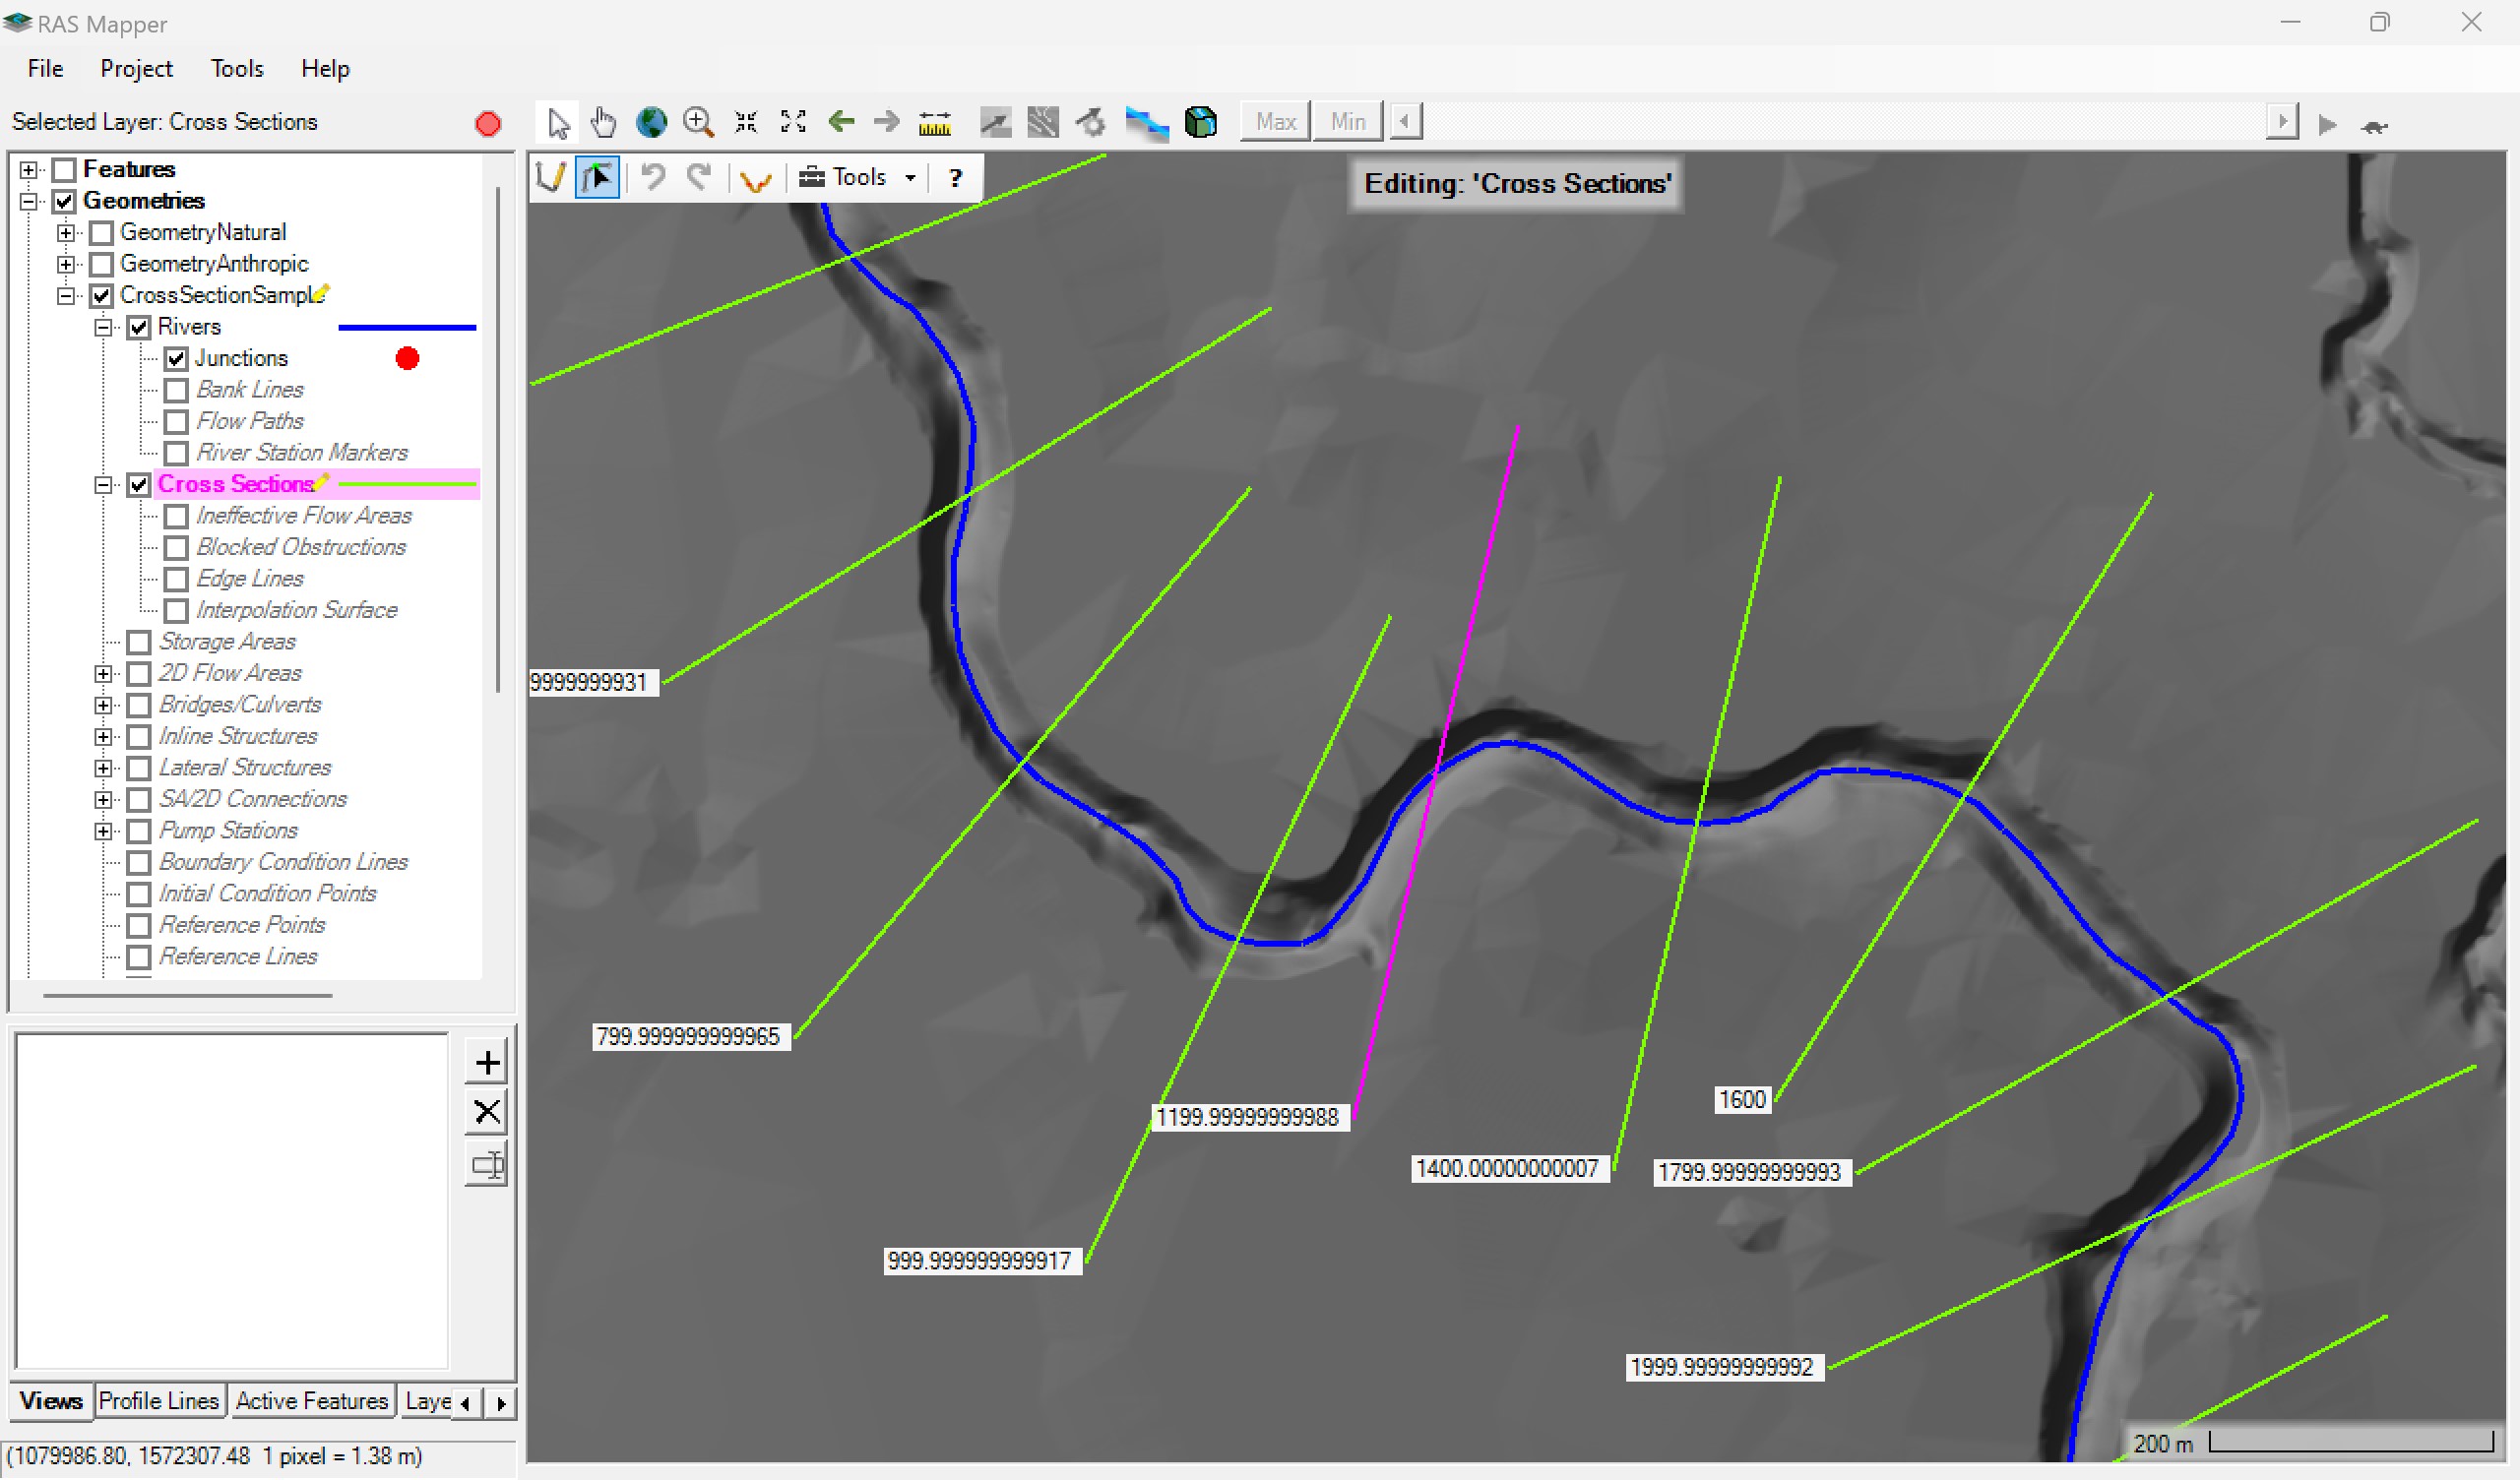 RAS Mapper
File Project Tools Help
Selected Layer: Cross Sections
Max Min
Features
Geometries
GeometryNatural
GeometryAnthropic
CrossSectionSample
Rivers
Junctions
Bank Lines
Flow Paths
River Station Markers
Cross Sections
Ineffective Flow Areas
Blocked Obstructions
Edge Lines
Interpolation Surface
Storage Areas
2D Flow Areas
Bridges/Culverts
Inline Structures
Lateral Structures
SA/2D Connections
Pump Stations
Boundary Condition Lines
Initial Condition Points
Reference Points
Reference Lines
Views Profile Lines Active Features Laye
(1079986.80, 1572307.48 1 pixel = 1.38 m)
Tools ?
Editing: 'Cross Sections'
9999999931
799.999999999965
1199.99999999988
1600
1400.00000000007
1799.99999999993
999.999999999917
1999.99999999992
200 m